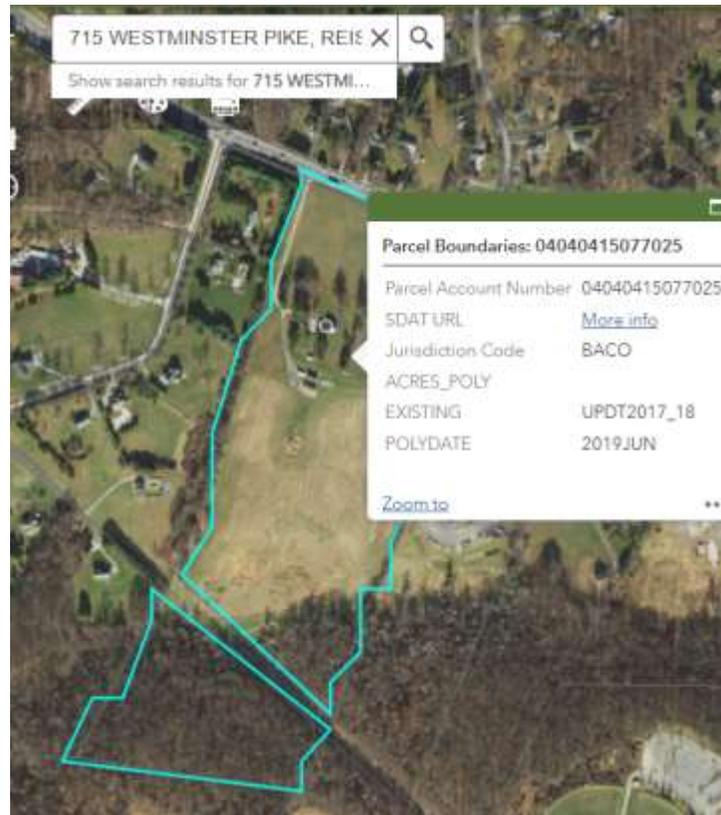 715 WESTMINSTER PIKE, REIS
Show search results for 715 WESTMI...
Parcel Boundaries: 04040415077025
Parcel Account Number 04040415077025
SDAT URL More info
Jurisdiction Code BACO
ACRES_POLY
EXISTING UPDT2017_18
POLYDATE 2019JUN
Zoom to